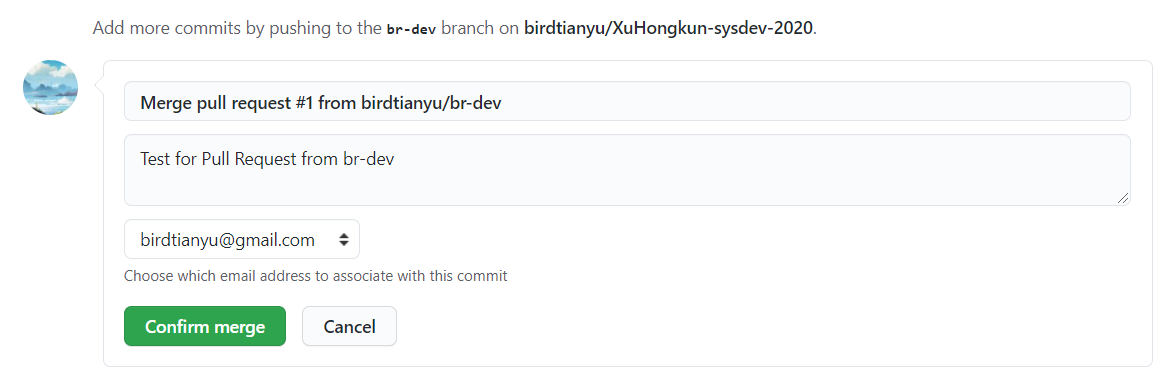 Add more commits by pushing to the br-dev branch on birdtianyu/XuHongkun-sysdev-2020.
Merge pull request #1 from birdtianyu/br-dev
Test for Pull Request from br-dev
birdtianyu@gmail.com
Choose which email address to associate with this commit
Confirm merge
Cancel